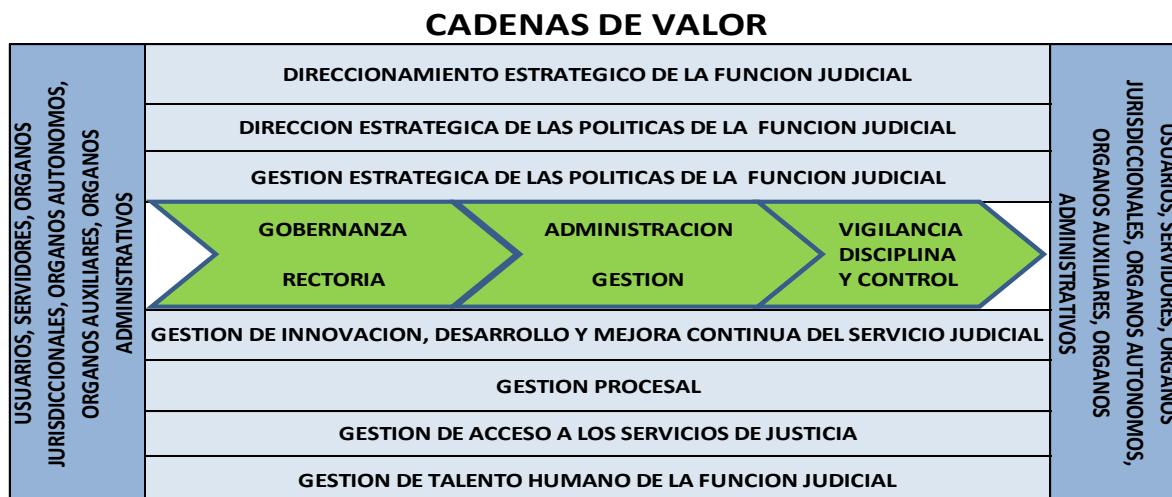 CADENAS DE VALOR
USUARIOS, SERVIDORES, ORGANOS
JURISDICCIONALES, ORGANOS AUTONOMOS,
ORGANOS AUXILIARES, ORGANOS
ADMINISTRATIVOS
DIRECCIONAMIENTO ESTRATEGICO DE LA FUNCION JUDICIAL
DIRECCION ESTRATEGICA DE LAS POLITICAS DE LA FUNCION JUDICIAL
GESTION ESTRATEGICA DE LAS POLITICAS DE LA FUNCION JUDICIAL
GOBERNANZA
RECTORIA
ADMINISTRACION
GESTION
VIGILANCIA
DISCIPLINA
Y CONTROL
GESTION DE INNOVACION, DESARROLLO Y MEJORA CONTINUA DEL SERVICIO JUDICIAL
GESTION PROCESAL
GESTION DE ACCESO A LOS SERVICIOS DE JUSTICIA
GESTION DE TALENTO HUMANO DE LA FUNCION JUDICIAL
USUARIOS, SERVIDORES, ORGANOS
JURISDICCIONALES, ORGANOS AUTONOMOS,
ORGANOS AUXILIARES, ORGANOS
ADMINISTRATIVOS